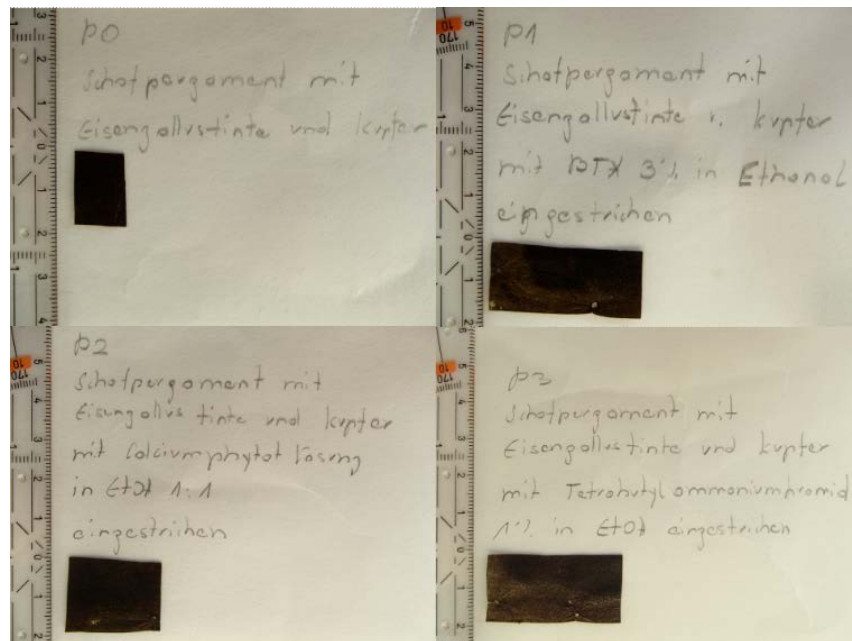 P0
Schafpergament mit
Eisengallustinte und Kupfer
P1
Schafpergament mit
Eisengallustinte u. Kupfer
mit BTA 3% in Ethanol
eingestrichen
P2
Schafpergament mit
Eisengallustinte und Kupfer
mit Calciumphytat Lösung
in EtOH 1:1
eingestrichen
P3
Schafpergament mit
Eisengallustinte und Kupfer
mit Tetrabutylammoniumbromid
1% in EtOH eingestrichen